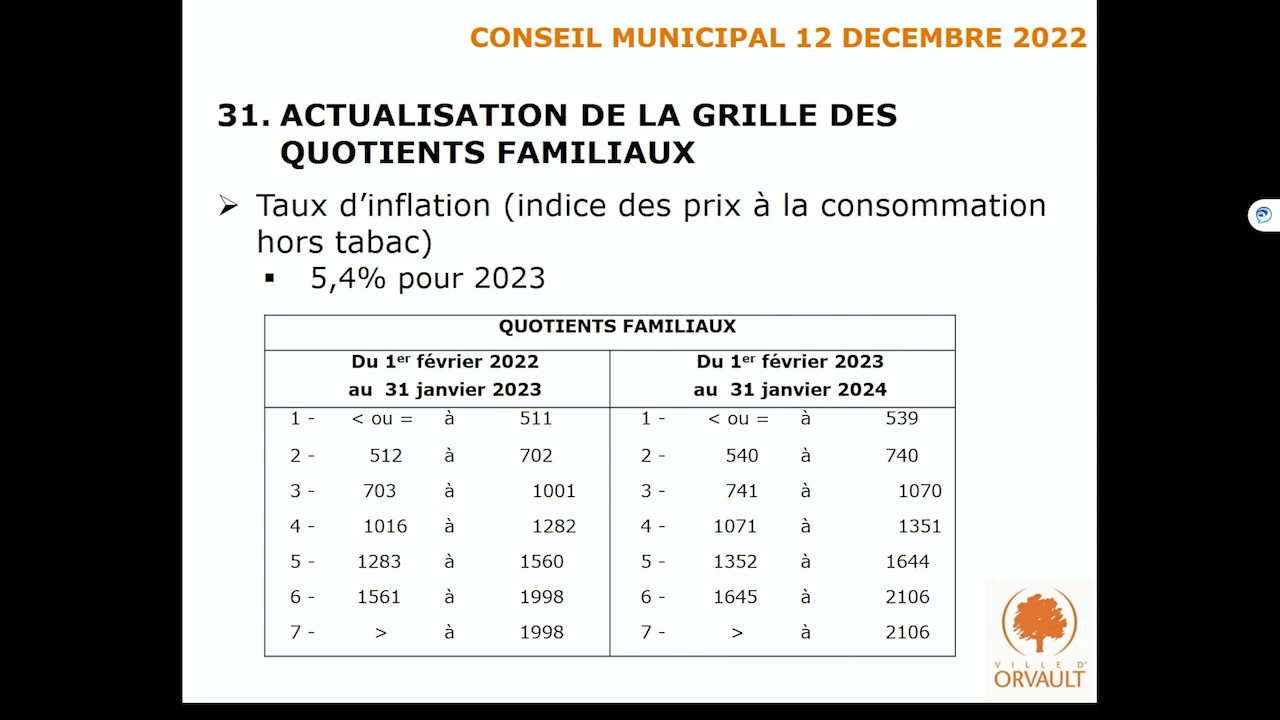 CONSEIL MUNICIPAL 12 DECEMBRE 2022
31. ACTUALISATION DE LA GRILLE DES
QUOTIENTS FAMILIAUX
➢ Taux d’inflation (indice des prix à la consommation
hors tabac)
▪ 5,4% pour 2023
QUOTIENTS FAMILIAUX
Du 1er février 2022 Du 1er février 2023
au 31 janvier 2023 au 31 janvier 2024
1 - < ou = à 511 1 - < ou = à 539
2 - 512 à 702 2 - 540 à 740
3 - 703 à 1001 3 - 741 à 1070
4 - 1016 à 1282 4 - 1071 à 1351
5 - 1283 à 1560 5 - 1352 à 1644
6 - 1561 à 1998 6 - 1645 à 2106
7 - > à 1998 7 - > à 2106
VILLE D'
ORVAULT